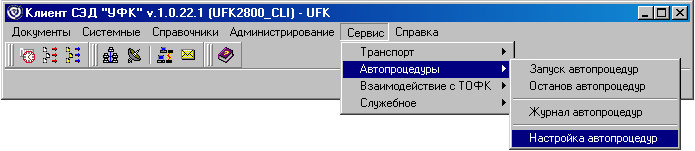 Клиент СЭД "УФК" v.1.0.22.1 (UFK2800_CLI) - UFK
Документы Системные Справочники Администрирование Сервис Справка
Транспорт
Автопроцедуры
Взаимодействие с ТОФК
Служебное
Запуск автопроцедур
Останов автопроцедур
Журнал автопроцедур
Настройка автопроцедур